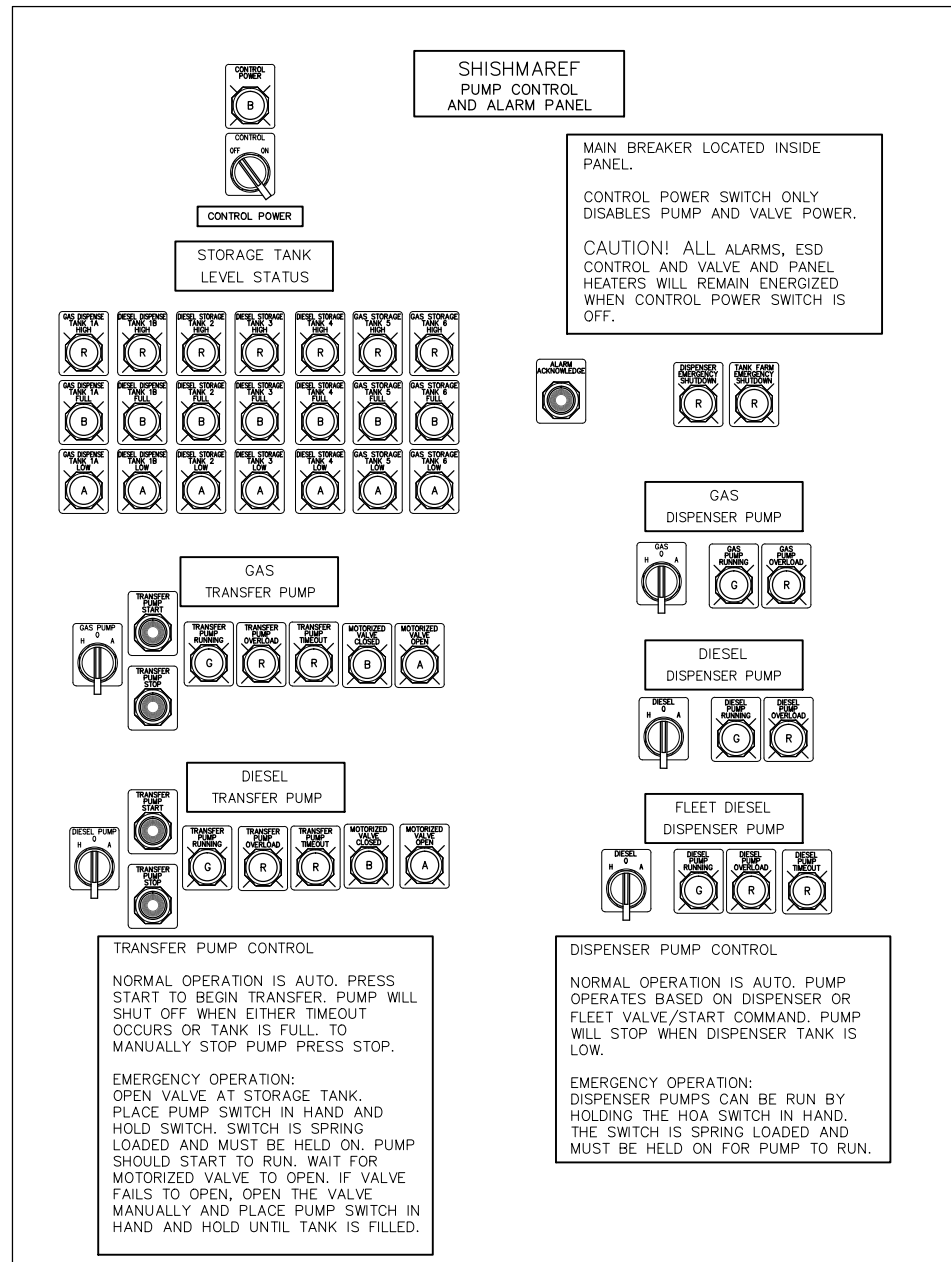 SHISHMAREF
PUMP CONTROL
AND ALARM PANEL
CONTROL
POWER
B
CONTROL
OFF ON
CONTROL POWER
MAIN BREAKER LOCATED INSIDE
PANEL.
CONTROL POWER SWITCH ONLY
DISABLES PUMP AND VALVE POWER.
CAUTION! ALL ALARMS, ESD
CONTROL AND VALVE AND PANEL
HEATERS WILL REMAIN ENERGIZED
WHEN CONTROL POWER SWITCH IS
OFF.
STORAGE TANK
LEVEL STATUS
GAS DISPENSE
TANK 1A
HIGH
R
DIESEL DISPENSE
TANK 1B
HIGH
R
DIESEL STORAGE
TANK 2
HIGH
R
DIESEL STORAGE
TANK 3
HIGH
R
DIESEL STORAGE
TANK 4
HIGH
R
GAS STORAGE
TANK 5
HIGH
R
GAS STORAGE
TANK 6
HIGH
R
GAS DISPENSE
TANK 1A
FULL
B
DIESEL DISPENSE
TANK 1B
FULL
B
DIESEL STORAGE
TANK 2
FULL
B
DIESEL STORAGE
TANK 3
FULL
B
DIESEL STORAGE
TANK 4
FULL
B
GAS STORAGE
TANK 5
FULL
B
GAS STORAGE
TANK 6
FULL
B
GAS DISPENSE
TANK 1A
LOW
A
DIESEL DISPENSE
TANK 1B
LOW
A
DIESEL STORAGE
TANK 2
LOW
A
DIESEL STORAGE
TANK 3
LOW
A
DIESEL STORAGE
TANK 4
LOW
A
GAS STORAGE
TANK 5
LOW
A
GAS STORAGE
TANK 6
LOW
A
ALARM
ACKNOWLEDGE
DISPENSER
EMERGENCY
SHUTDOWN
R
TANK FARM
EMERGENCY
SHUTDOWN
R
GAS
TRANSFER PUMP
GAS PUMP
O
H A
TRANSFER
PUMP
START
TRANSFER
PUMP
STOP
TRANSFER
PUMP
RUNNING
G
TRANSFER
PUMP
OVERLOAD
R
TRANSFER
PUMP
TIMEOUT
R
MOTORIZED
VALVE
CLOSED
B
MOTORIZED
VALVE
OPEN
A
DIESEL
TRANSFER PUMP
DIESEL PUMP
O
H A
TRANSFER
PUMP
START
TRANSFER
PUMP
STOP
TRANSFER
PUMP
RUNNING
G
TRANSFER
PUMP
OVERLOAD
R
TRANSFER
PUMP
TIMEOUT
R
MOTORIZED
VALVE
CLOSED
B
MOTORIZED
VALVE
OPEN
A
GAS
DISPENSER PUMP
GAS
O
H A
GAS
PUMP
RUNNING
G
GAS
PUMP
OVERLOAD
R
DIESEL
DISPENSER PUMP
DIESEL
O
H A
DIESEL
PUMP
RUNNING
G
DIESEL
PUMP
OVERLOAD
R
FLEET DIESEL
DISPENSER PUMP
DIESEL
O
H A
DIESEL
PUMP
RUNNING
G
DIESEL
PUMP
OVERLOAD
R
DIESEL
PUMP
TIMEOUT
R
TRANSFER PUMP CONTROL
NORMAL OPERATION IS AUTO. PRESS
START TO BEGIN TRANSFER. PUMP WILL
SHUT OFF WHEN EITHER TIMEOUT
OCCURS OR TANK IS FULL. TO
MANUALLY STOP PUMP PRESS STOP.
EMERGENCY OPERATION:
OPEN VALVE AT STORAGE TANK.
PLACE PUMP SWITCH IN HAND AND
HOLD SWITCH. SWITCH IS SPRING
LOADED AND MUST BE HELD ON. PUMP
SHOULD START TO RUN. WAIT FOR
MOTORIZED VALVE TO OPEN. IF VALVE
FAILS TO OPEN, OPEN THE VALVE
MANUALLY AND PLACE PUMP SWITCH IN
HAND AND HOLD UNTIL TANK IS FILLED.
DISPENSER PUMP CONTROL
NORMAL OPERATION IS AUTO. PUMP
OPERATES BASED ON DISPENSER OR
FLEET VALVE/START COMMAND. PUMP
WILL STOP WHEN DISPENSER TANK IS
LOW.
EMERGENCY OPERATION:
DISPENSER PUMPS CAN BE RUN BY
HOLDING THE HOA SWITCH IN HAND.
THE SWITCH IS SPRING LOADED AND
MUST BE HELD ON FOR PUMP TO RUN.